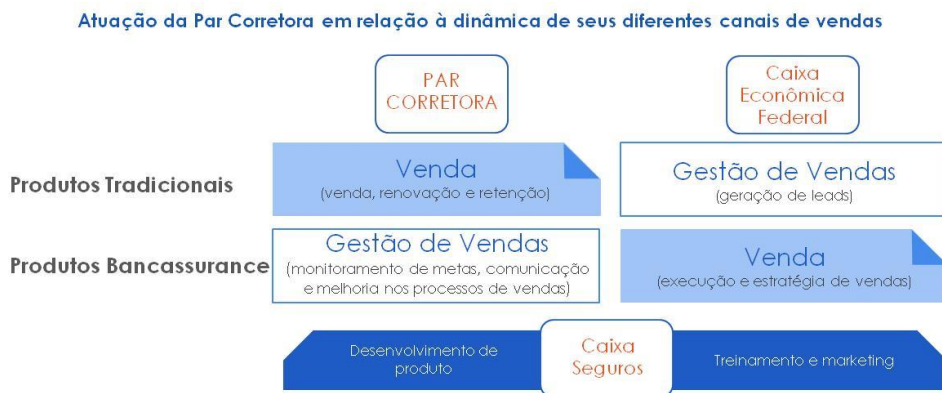 Atuação da Par Corretora em relação à dinâmica de seus diferentes canais de vendas
PAR
CORRETORA
Caixa
Econômica
Federal
Produtos Tradicionais
Venda
(venda, renovação e retenção)
Gestão de Vendas
(geração de leads)
Produtos Bancassurance
Gestão de Vendas
(monitoramento de metas, comunicação
e melhoria nos processos de vendas)
Venda
(execução e estratégia de vendas)
Desenvolvimento de
produto
Caixa
Seguros
Treinamento e marketing